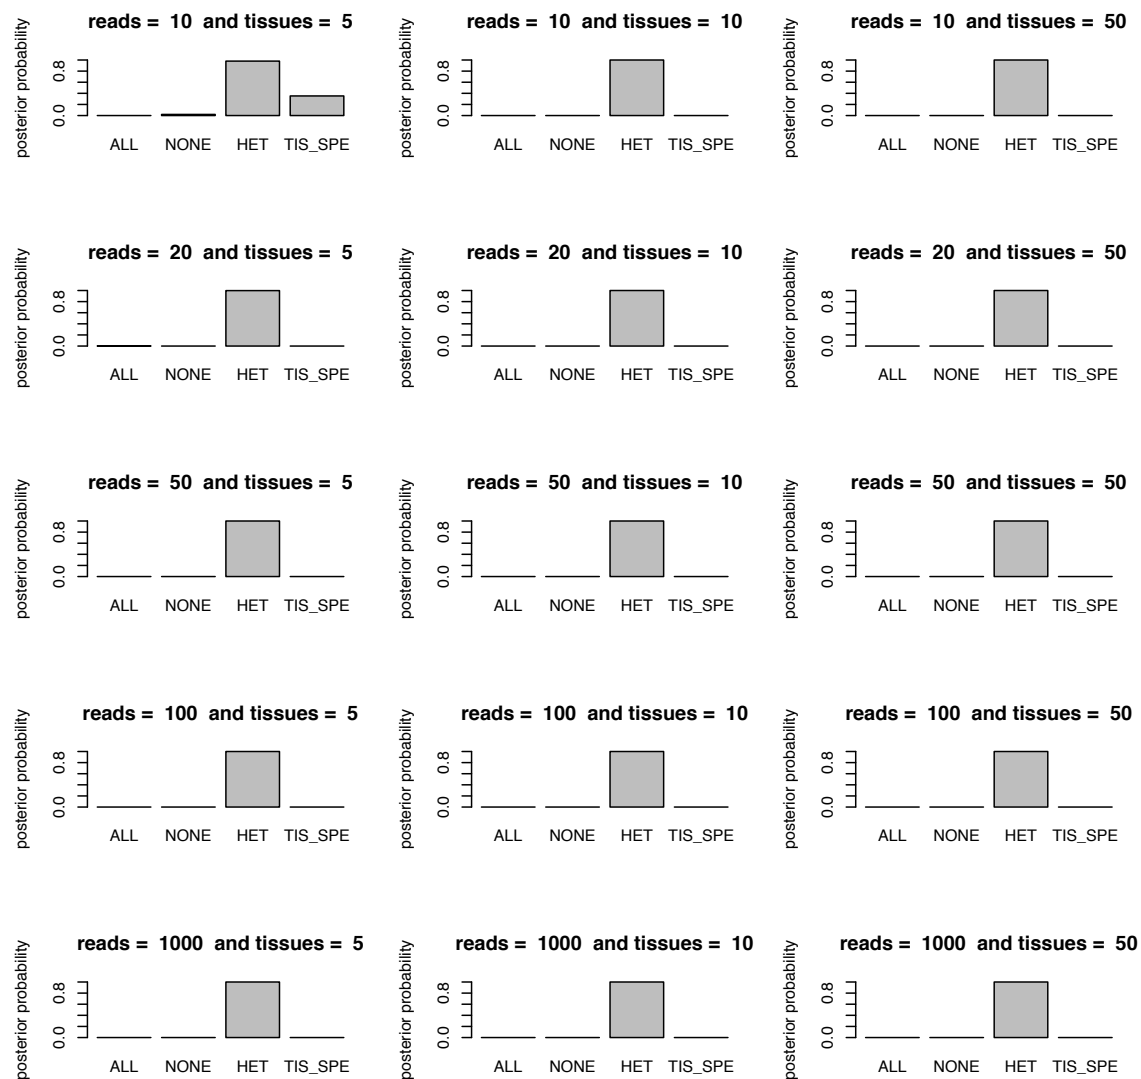 reads = 10 and tissues = 5
posterior probability
0.0 0.8
ALL NONE HET TIS_SPE
reads = 10 and tissues = 10
posterior probability
0.0 0.8
ALL NONE HET TIS_SPE
reads = 10 and tissues = 50
posterior probability
0.0 0.8
ALL NONE HET TIS_SPE
reads = 20 and tissues = 5
posterior probability
0.0 0.8
ALL NONE HET TIS_SPE
reads = 20 and tissues = 10
posterior probability
0.0 0.8
ALL NONE HET TIS_SPE
reads = 20 and tissues = 50
posterior probability
0.0 0.8
ALL NONE HET TIS_SPE
reads = 50 and tissues = 5
posterior probability
0.0 0.8
ALL NONE HET TIS_SPE
reads = 50 and tissues = 10
posterior probability
0.0 0.8
ALL NONE HET TIS_SPE
reads = 50 and tissues = 50
posterior probability
0.0 0.8
ALL NONE HET TIS_SPE
reads = 100 and tissues = 5
posterior probability
0.0 0.8
ALL NONE HET TIS_SPE
reads = 100 and tissues = 10
posterior probability
0.0 0.8
ALL NONE HET TIS_SPE
reads = 100 and tissues = 50
posterior probability
0.0 0.8
ALL NONE HET TIS_SPE
reads = 1000 and tissues = 5
posterior probability
0.0 0.8
ALL NONE HET TIS_SPE
reads = 1000 and tissues = 10
posterior probability
0.0 0.8
ALL NONE HET TIS_SPE
reads = 1000 and tissues = 50
posterior probability
0.0 0.8
ALL NONE HET TIS_SPE